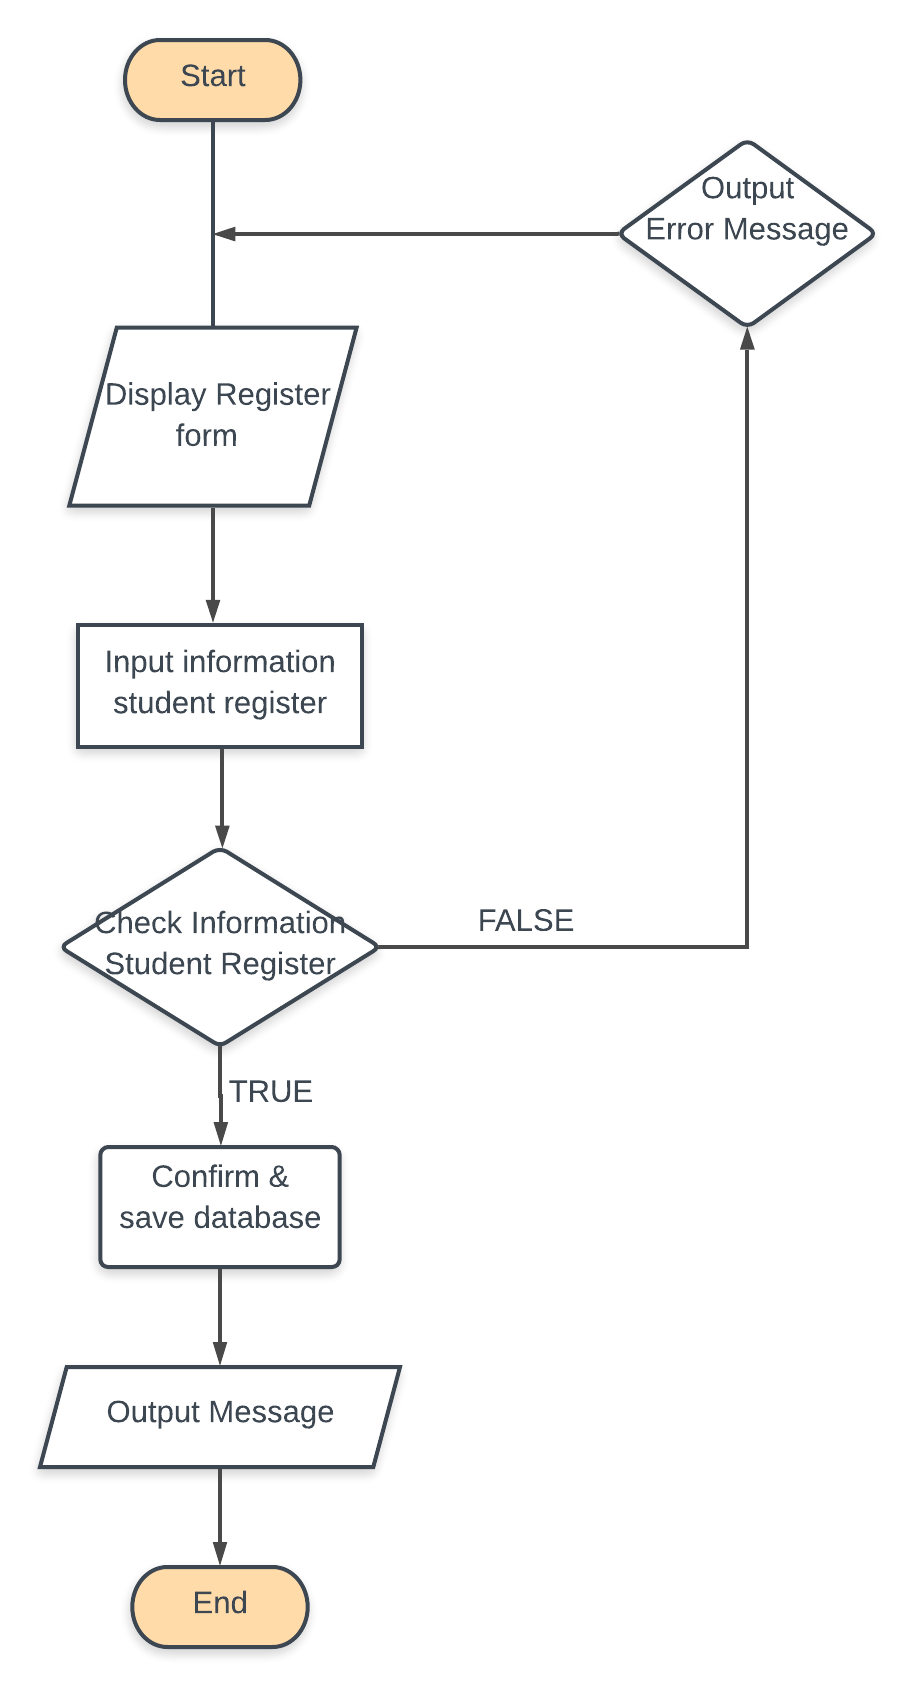 Start
Output
Error Message
Display Register
form
Input information
student register
Check Information
Student Register
FALSE
TRUE
Confirm &
save database
Output Message
End